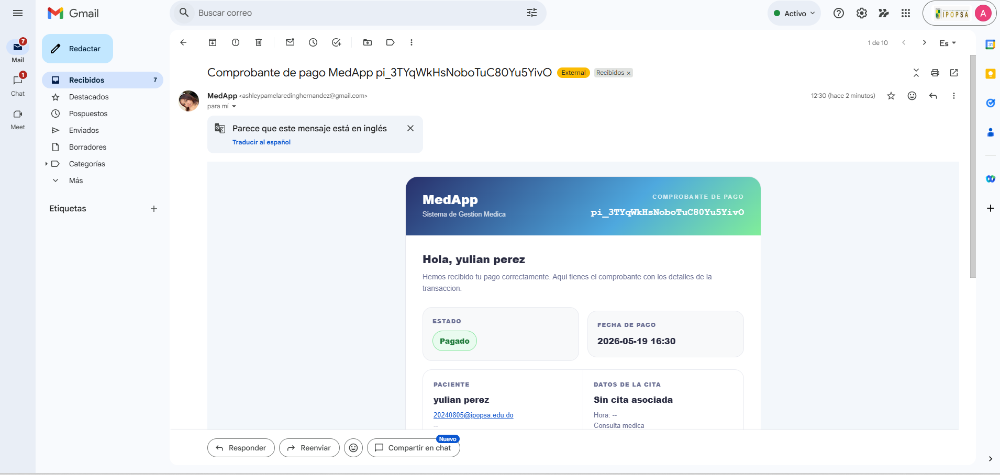 Gmail
Buscar correo
Activo
IPOPSA
A
7
Mail
1
Chat
Meet
Redactar
Recibidos 7
Destacados
Pospuestos
Enviados
Borradores
Categorías
Más
Etiquetas
1 de 10
Es
Comprobante de pago MedApp pi_3TYqWkHsNoboTuC80Yu5YivO External Recibidos ×
MedApp <ashleypamelaredinghernandez@gmail.com>
12:30 (hace 2 minutos)
para mí
Parece que este mensaje está en inglés
Traducir al español
MedApp
Sistema de Gestion Medica
COMPROBANTE DE PAGO
pi_3TYqWkHsNoboTuC80Yu5YivO
Hola, yulian perez
Hemos recibido tu pago correctamente. Aqui tienes el comprobante con los detalles de la
transaccion.
ESTADO
Pagado
FECHA DE PAGO
2026-05-19 16:30
PACIENTE
yulian perez
20240805@ipopsa.edu.do
--
DATOS DE LA CITA
Sin cita asociada
Hora: --
Consulta medica
Responder
Reenviar
Compartir en chat
Nuevo
31